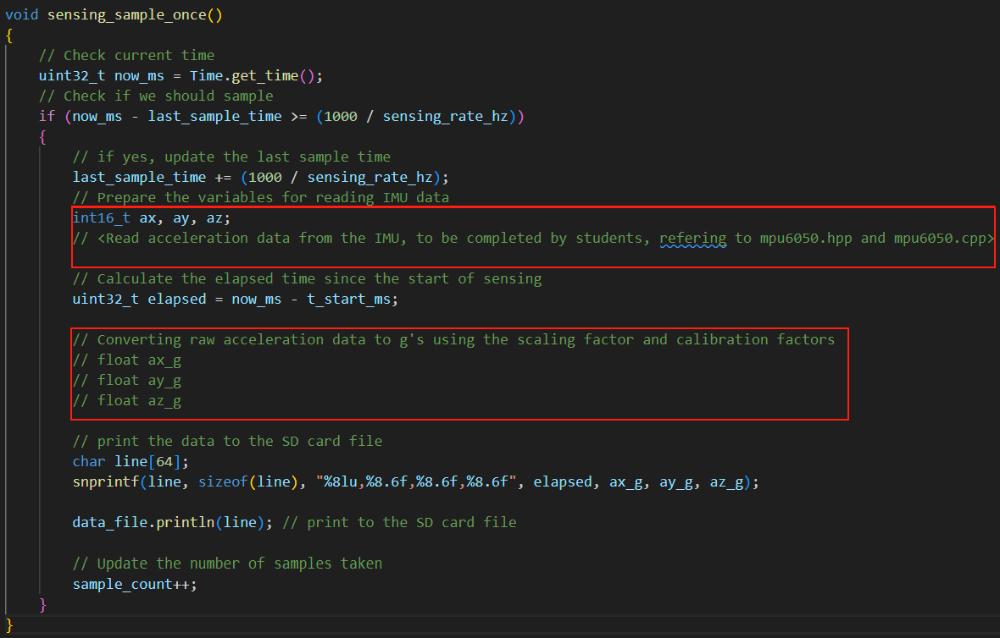 void sensing_sample_once()
{
    // Check current time
    uint32_t now_ms = Time.get_time();
    // Check if we should sample
    if (now_ms - last_sample_time >= (1000 / sensing_rate_hz))
    {
        // if yes, update the last sample time
        last_sample_time += (1000 / sensing_rate_hz);
        // Prepare the variables for reading IMU data
        int16_t ax, ay, az;
        // <Read acceleration data from the IMU, to be completed by students, refering to mpu6050.hpp and mpu6050.cpp>
        // Calculate the elapsed time since the start of sensing
        uint32_t elapsed = now_ms - t_start_ms;
        // Converting raw acceleration data to g's using the scaling factor and calibration factors
        // float ax_g
        // float ay_g
        // float az_g
        // print the data to the SD card file
        char line[64];
        snprintf(line, sizeof(line), "%8lu,%8.6f,%8.6f,%8.6f", elapsed, ax_g, ay_g, az_g);
        data_file.println(line); // print to the SD card file
        // Update the number of samples taken
        sample_count++;
    }
}